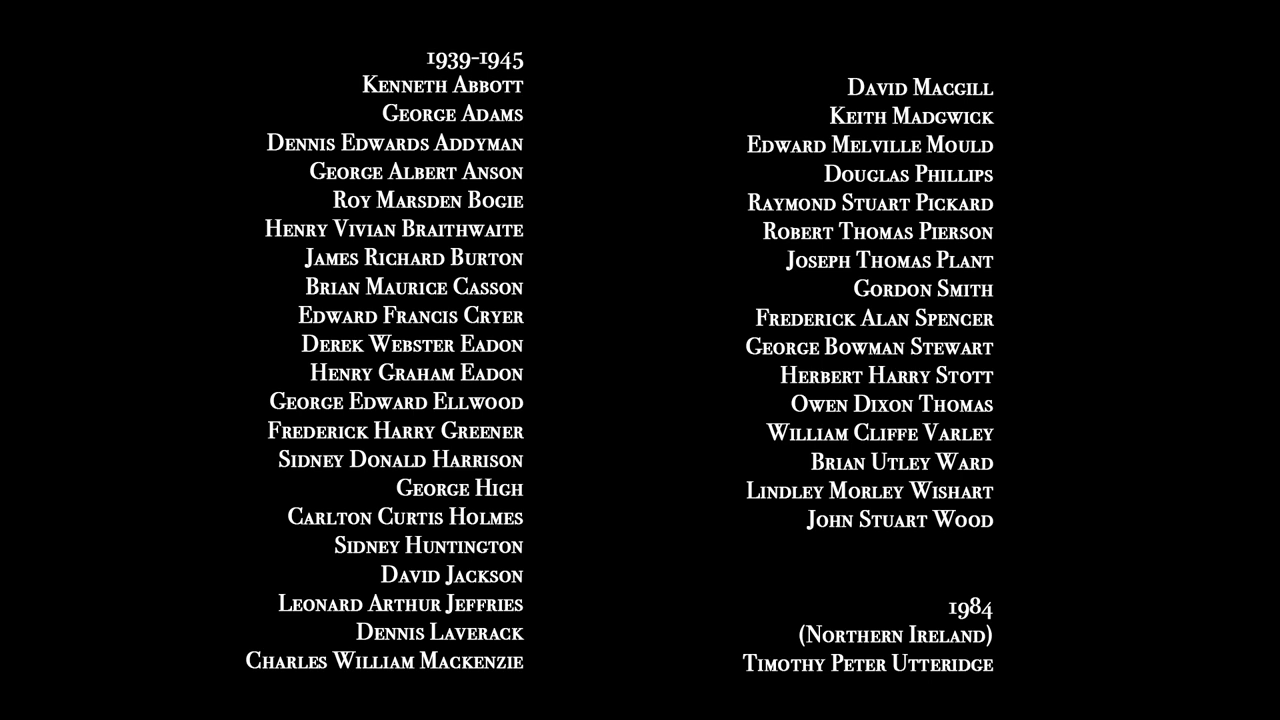 1939-1945
Kenneth Abbott
George Adams
Dennis Edwards Addyman
George Albert Anson
Roy Marsden Bogie
Henry Vivian Braithwaite
James Richard Burton
Brian Maurice Casson
Edward Francis Cryer
Derek Webster Eadon
Henry Graham Eadon
George Edward Ellwood
Frederick Harry Greener
Sidney Donald Harrison
George High
Carlton Curtis Holmes
Sidney Huntington
David Jackson
Leonard Arthur Jeffries
Dennis Laverack
Charles William Mackenzie
David Macgill
Keith Madgwick
Edward Melville Mould
Douglas Phillips
Raymond Stuart Pickard
Robert Thomas Pierson
Joseph Thomas Plant
Gordon Smith
Frederick Alan Spencer
George Bowman Stewart
Herbert Harry Stott
Owen Dixon Thomas
William Cliffe Varley
Brian Utley Ward
Lindley Morley Wishart
John Stuart Wood
1984
(Northern Ireland)
Timothy Peter Utteridge